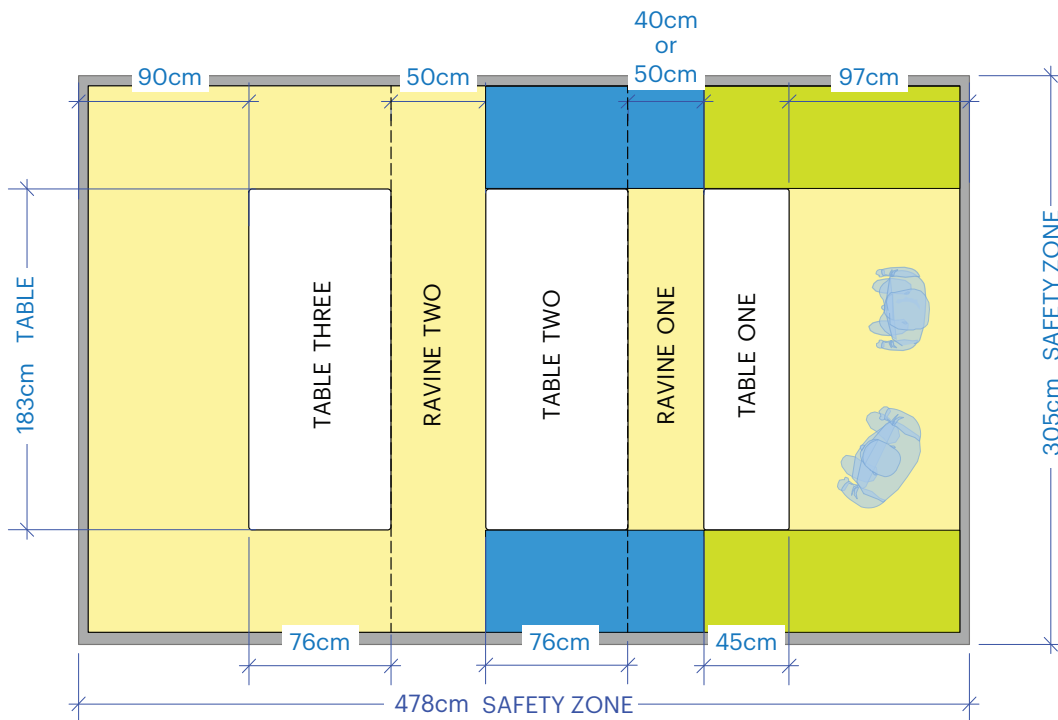 40cm
or
50cm
90cm
50cm
97cm
183cm TABLE
TABLE THREE
RAVINE TWO
TABLE TWO
RAVINE ONE
TABLE ONE
305cm SAFETY ZONE
76cm
76cm
45cm
478cm SAFETY ZONE